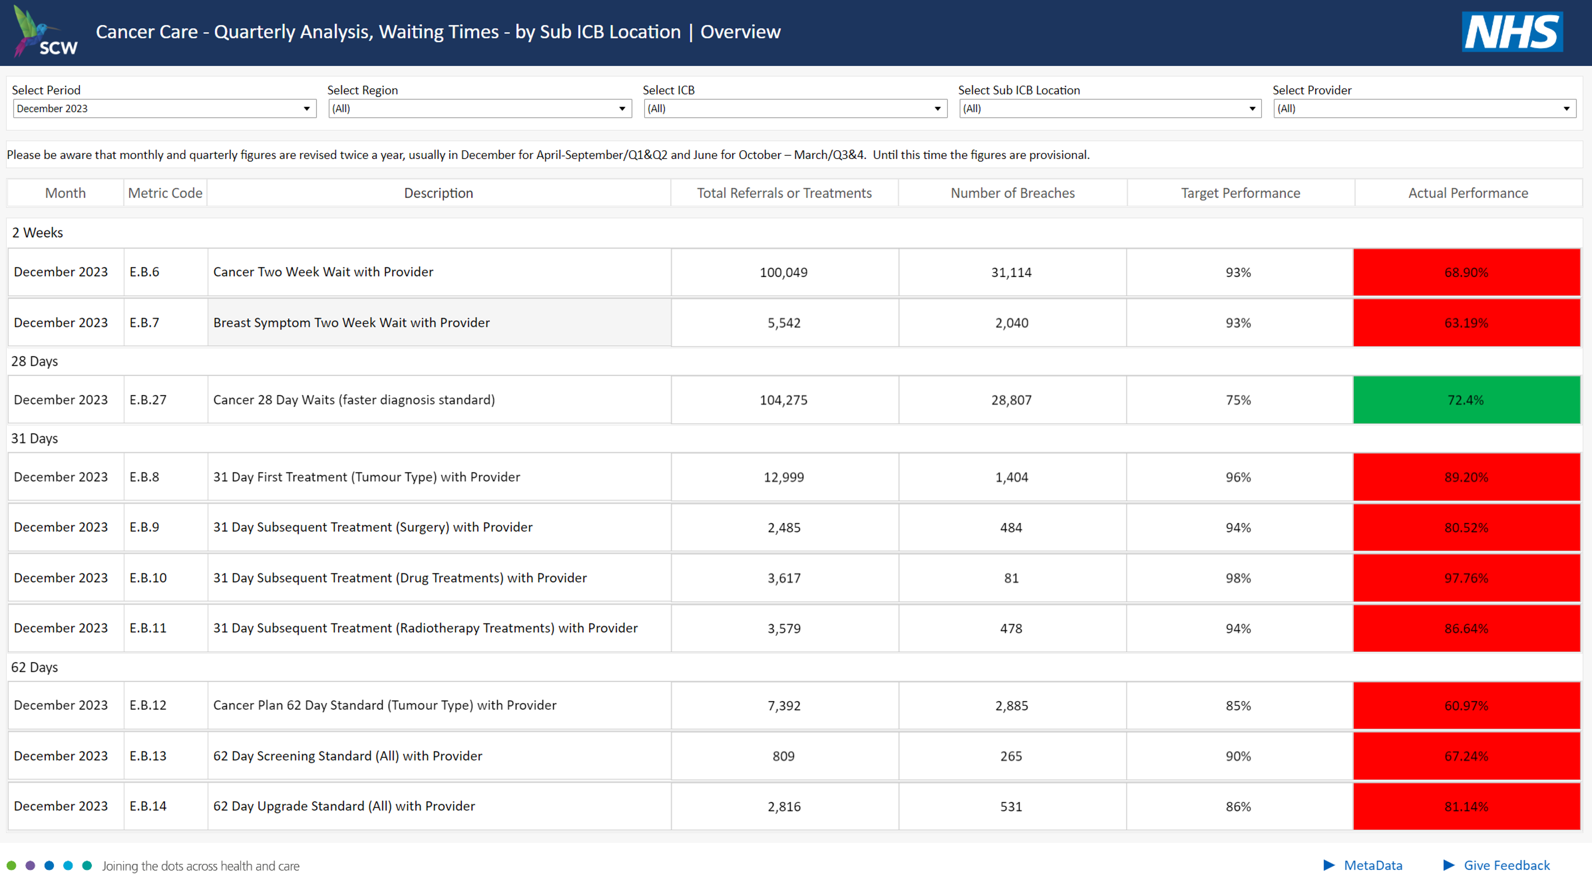 SCW
Cancer Care - Quarterly Analysis, Waiting Times - by Sub ICB Location | Overview
NHS
Select Period Select Region Select ICB Select Sub ICB Location Select Provider
December 2023 (All) (All) (All) (All)
Please be aware that monthly and quarterly figures are revised twice a year, usually in December for April-September/Q1&Q2 and June for October – March/Q3&4. Until this time the figures are provisional.
Month Metric Code Description Total Referrals or Treatments Number of Breaches Target Performance Actual Performance
2 Weeks
December 2023 E.B.6 Cancer Two Week Wait with Provider 100,049 31,114 93% 68.90%
December 2023 E.B.7 Breast Symptom Two Week Wait with Provider 5,542 2,040 93% 63.19%
28 Days
December 2023 E.B.27 Cancer 28 Day Waits (faster diagnosis standard) 104,275 28,807 75% 72.4%
31 Days
December 2023 E.B.8 31 Day First Treatment (Tumour Type) with Provider 12,999 1,404 96% 89.20%
December 2023 E.B.9 31 Day Subsequent Treatment (Surgery) with Provider 2,485 484 94% 80.52%
December 2023 E.B.10 31 Day Subsequent Treatment (Drug Treatments) with Provider 3,617 81 98% 97.76%
December 2023 E.B.11 31 Day Subsequent Treatment (Radiotherapy Treatments) with Provider 3,579 478 94% 86.64%
62 Days
December 2023 E.B.12 Cancer Plan 62 Day Standard (Tumour Type) with Provider 7,392 2,885 85% 60.97%
December 2023 E.B.13 62 Day Screening Standard (All) with Provider 809 265 90% 67.24%
December 2023 E.B.14 62 Day Upgrade Standard (All) with Provider 2,816 531 86% 81.14%
Joining the dots across health and care MetaData Give Feedback